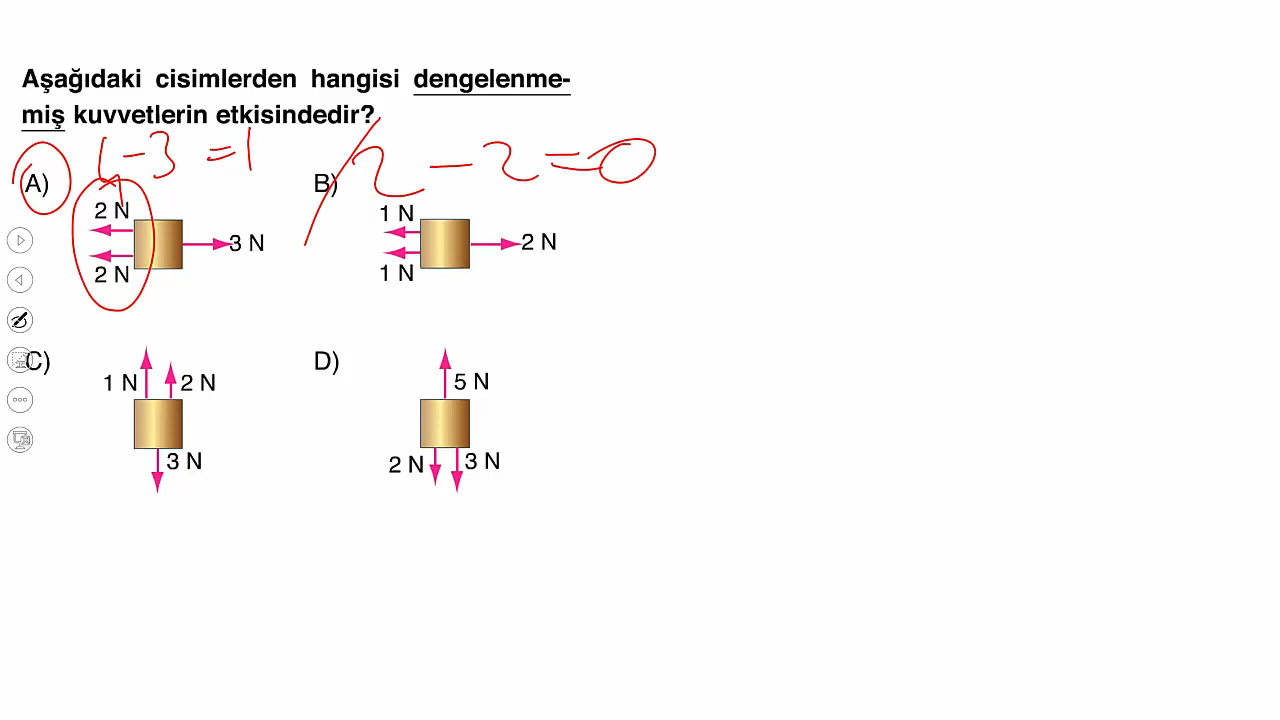 Aşağıdaki cisimlerden hangisi dengelenme-
miş kuvvetlerin etkisindedir?
4 - 3 = 1
2 - 2 = 0
A)
B)
2 N
1 N
3 N
2 N
2 N
1 N
C)
D)
1 N
2 N
5 N
3 N
2 N
3 N